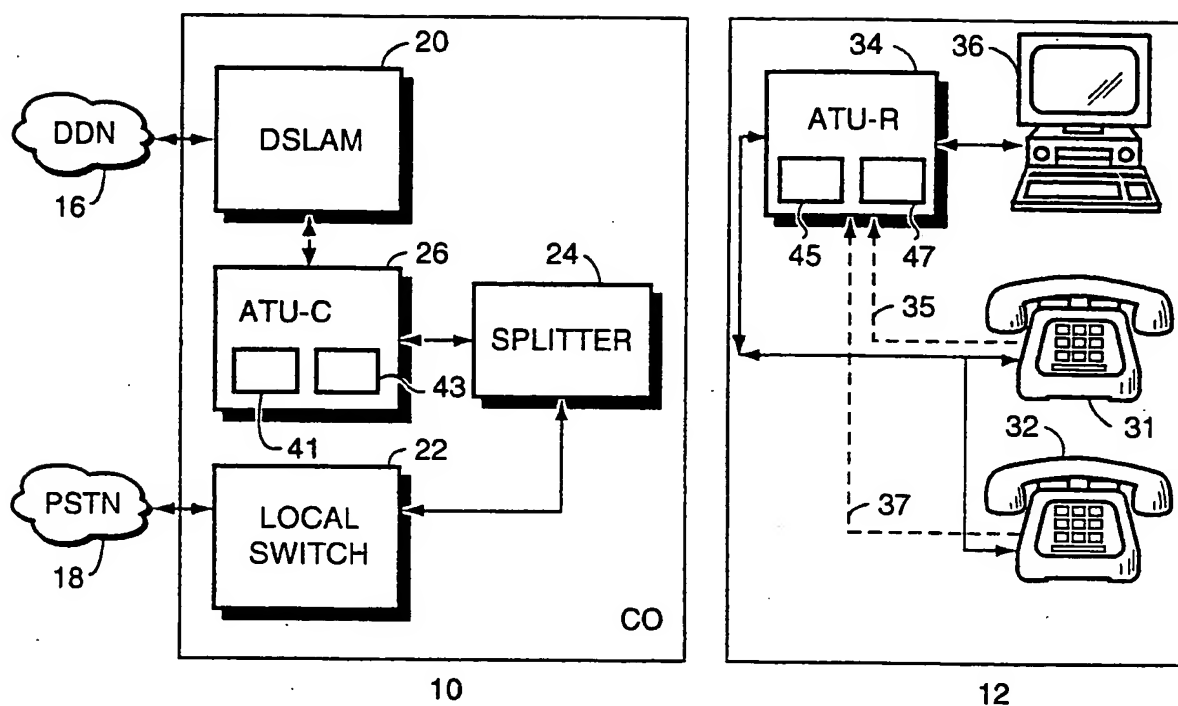 20
DDN
DSLAM
16
26
24
ATU-C
SPLITTER
43
41
22
PSTN
LOCAL
SWITCH
18
CO
10
34
36
ATU-R
45
47
35
31
32
37
12